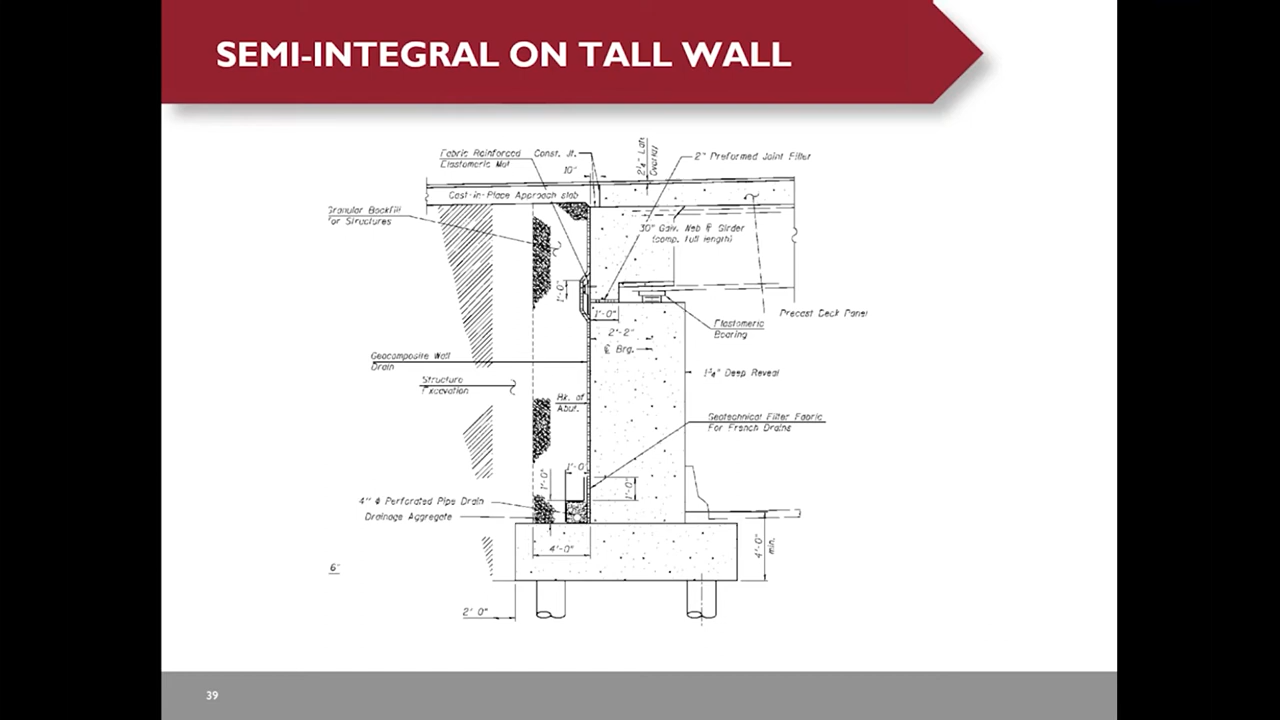 SEMI-INTEGRAL ON TALL WALL
Fabric Reinforced
Elastomeric Mat
Const. Jt.
10"
2¼" Latex
Overlay
2" Preformed Joint Filler
Cast-in-Place Approach slab
Granular Backfill
For Structures
30" Galv. Web ℄ Girder
(comp. full length)
1'-0"
1'-0"
Precast Deck Panel
Elastomeric
Bearing
2'-2"
℄ Brg.
Geocomposite Wall
Drain
Structure
Excavation
Deep Reveal
Bk. of
Abut.
Geotechnical Filter Fabric
For French Drains
1'-0
1'-0"
1'-0"
4" ϕ Perforated Pipe Drain
Drainage Aggregate
4'-0"
4'-0"
min.
6"
2' 0"
39